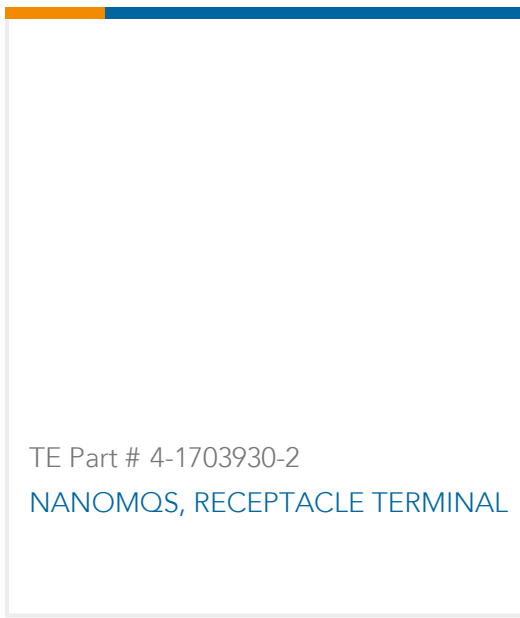 TE Part # 4-1703930-2
NANOMQS, RECEPTACLE TERMINAL